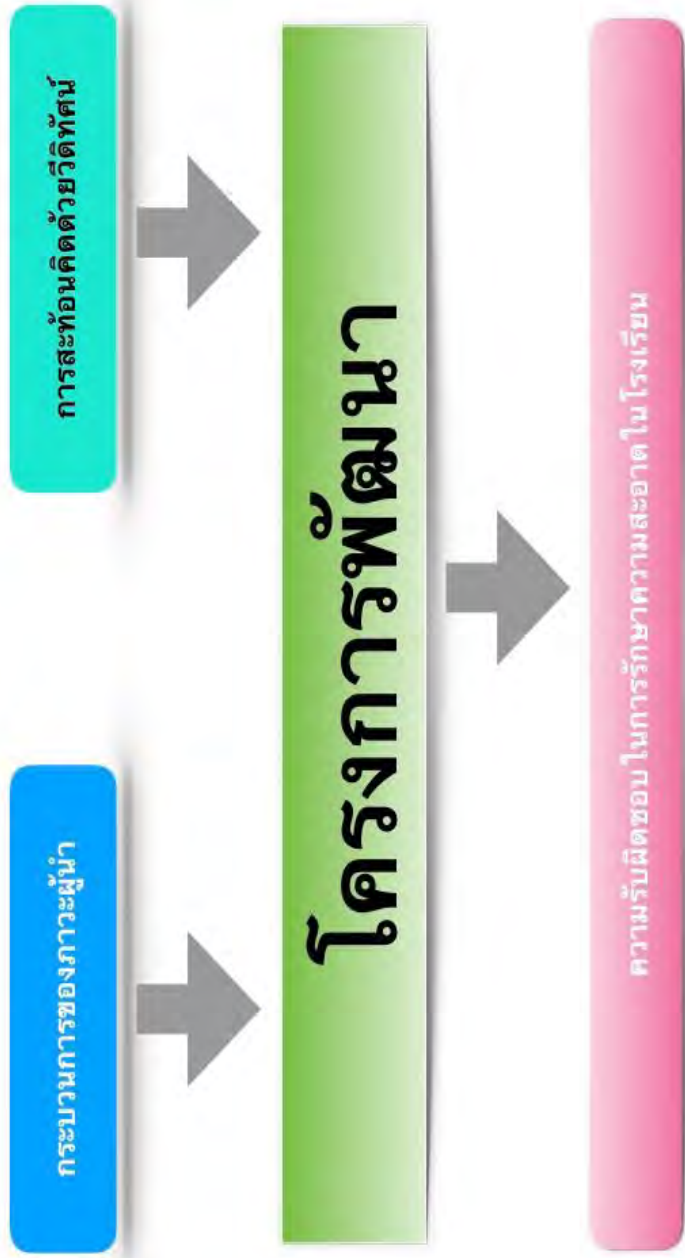 กระบวนการของภาวะผู้นำ
การสะท้อนคิดด้วยวีดิทัศน์
โครงการพัฒนา
ความรับผิดชอบในการรักษาความสะอาดในโรงเรียน